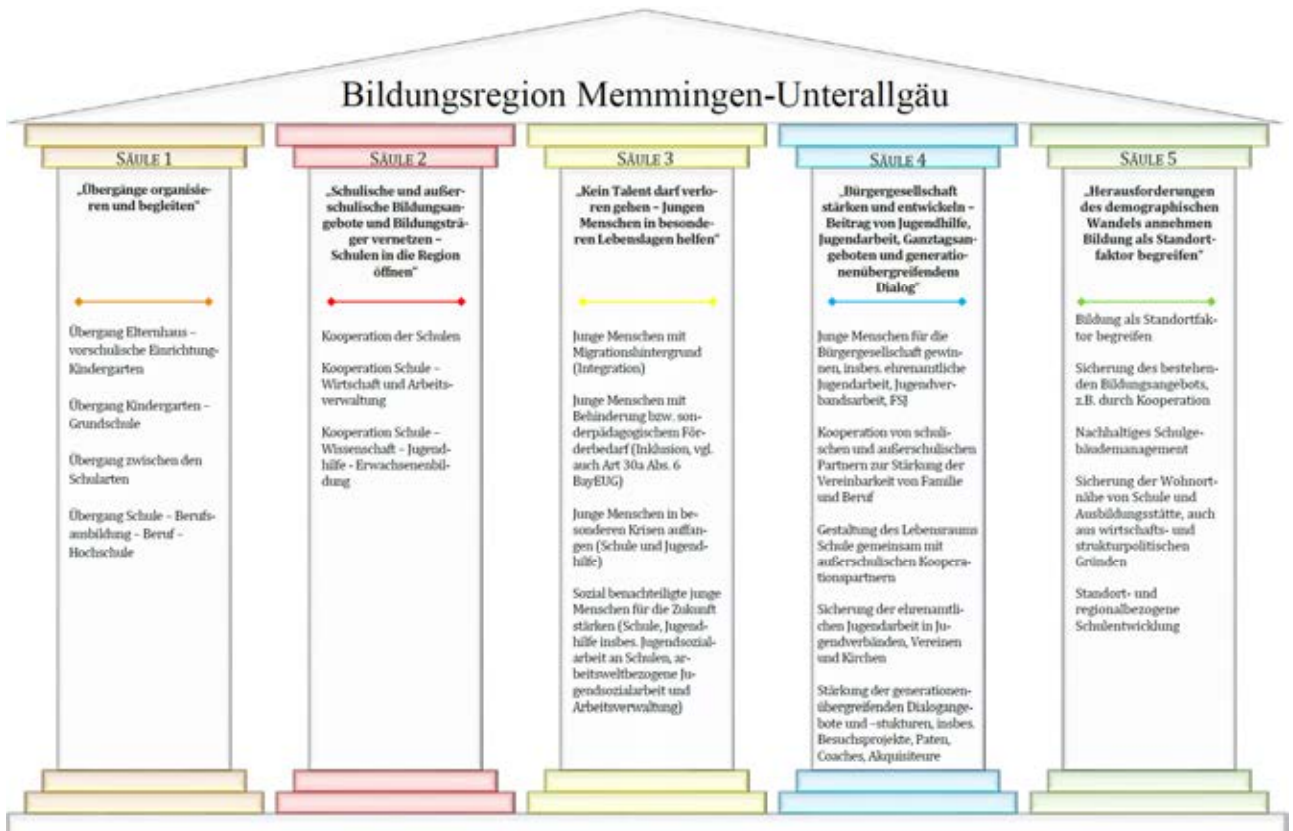 Bildungsregion Memmingen-Unterallgäu
SÄULE 1
„Übergänge organisie-
ren und begleiten"
Übergang Elternhaus –
vorschulische Einrichtung-
Kindergarten
Übergang Kindergarten –
Grundschule
Übergang zwischen den
Schularten
Übergang Schule – Berufs-
ausbildung – Beruf –
Hochschule
SÄULE 2
„Schulische und außer-
schulische Bildungsan-
gebote und Bildungsträ-
ger vernetzen –
Schulen in die Region
öffnen"
Kooperation der Schulen
Kooperation Schule –
Wirtschaft und Arbeits-
verwaltung
Kooperation Schule –
Wissenschaft – Jugend-
hilfe - Erwachsenenbil-
dung
SÄULE 3
„Kein Talent darf verlo-
ren gehen – Jungen
Menschen in besonde-
ren Lebenslagen helfen"
Junge Menschen mit
Migrationshintergrund
(Integration)
Junge Menschen mit
Behinderung bzw. son-
derpädagogischem För-
derbedarf (Inklusion, vgl.
auch Art 30a Abs. 6
BayEUG)
Junge Menschen in be-
sonderen Krisen auffan-
gen (Schule und Jugend-
hilfe)
Sozial benachteiligte junge
Menschen für die Zukunft
stärken (Schule, Jugend-
hilfe insbes. Jugendsozial-
arbeit an Schulen, ar-
beitsweltbezogene Ju-
gendsozialarbeit und
Arbeitsverwaltung)
SÄULE 4
„Bürgergesellschaft
stärken und entwickeln –
Beitrag von Jugendhilfe,
Jugendarbeit, Ganztagsan-
geboten und generatio-
nenübergreifendem
Dialog"
Junge Menschen für die
Bürgergesellschaft gewin-
nen, insbes. ehrenamtliche
Jugendarbeit, Jugendver-
bandsarbeit, FSJ
Kooperation von schuli-
schen und außerschulischen
Partnern zur Stärkung der
Vereinbarkeit von Familie
und Beruf
Gestaltung des Lebensraums
Schule gemeinsam mit
außerschulischen Koopera-
tionspartnern
Sicherung der ehrenamtli-
chen Jugendarbeit in Ju-
gendverbänden, Vereinen
und Kirchen
Stärkung der generationen-
übergreifenden Dialogange-
bote und –stukturen, insbes.
Besuchsprojekte, Paten,
Coaches, Akquisiteure
SÄULE 5
„Herausforderungen
des demographischen
Wandels annehmen
Bildung als Standort-
faktor begreifen"
Bildung als Standortfak-
tor begreifen
Sicherung des bestehen-
den Bildungsangebots,
z.B. durch Kooperation
Nachhaltiges Schulge-
bäudemanagement
Sicherung der Wohnort-
nähe von Schule und
Ausbildungsstätte, auch
aus wirtschafts- und
strukturpolitischen
Gründen
Standort- und
regionalbezogene
Schulentwicklung